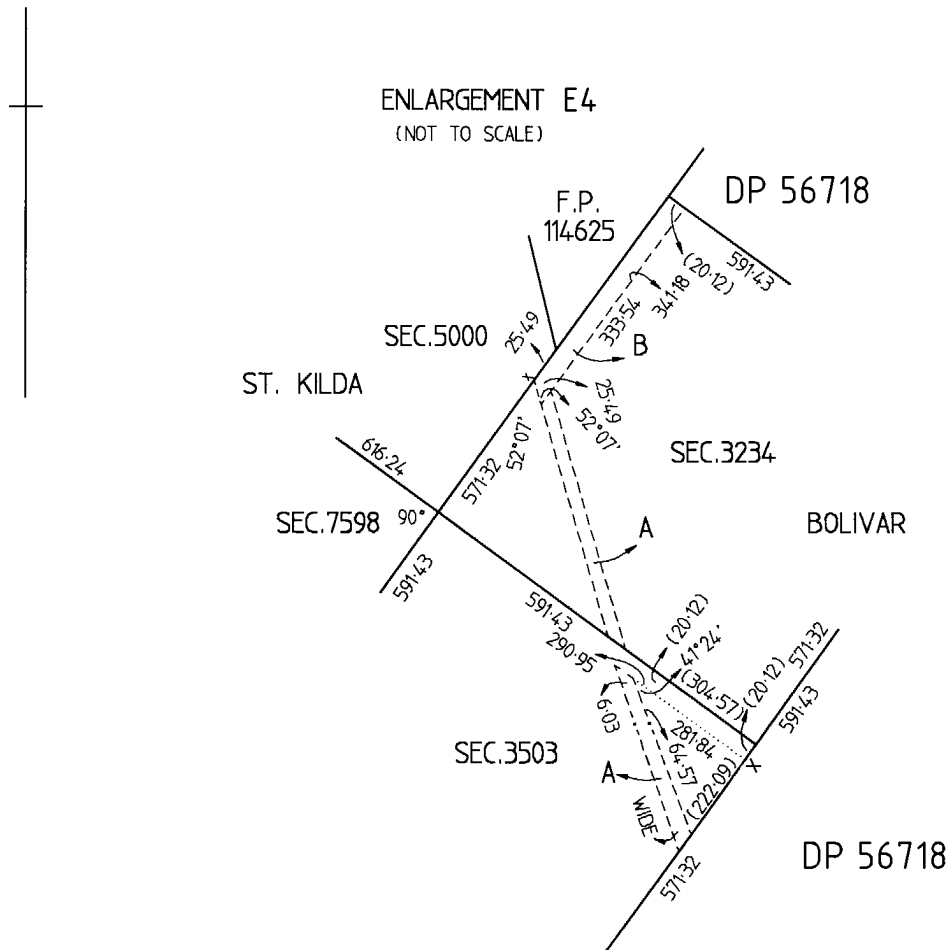 ENLARGEMENT E4
(NOT TO SCALE)
DP 56718
F.P.
114625
(20·12)
591·43
341·18
333·54
25·49
SEC.5000
B
ST. KILDA
25·49
52°07'
52°07'
SEC.3234
616·24
571·32
SEC.7598
90°
BOLIVAR
A
591·43
591·43
(20·12)
290·95
41°24'
(304·57)
(20·12)
571·32
6·03
281·84
591·43
64·57
SEC.3503
X
A
(222·09)
WIDE
DP 56718
571·32